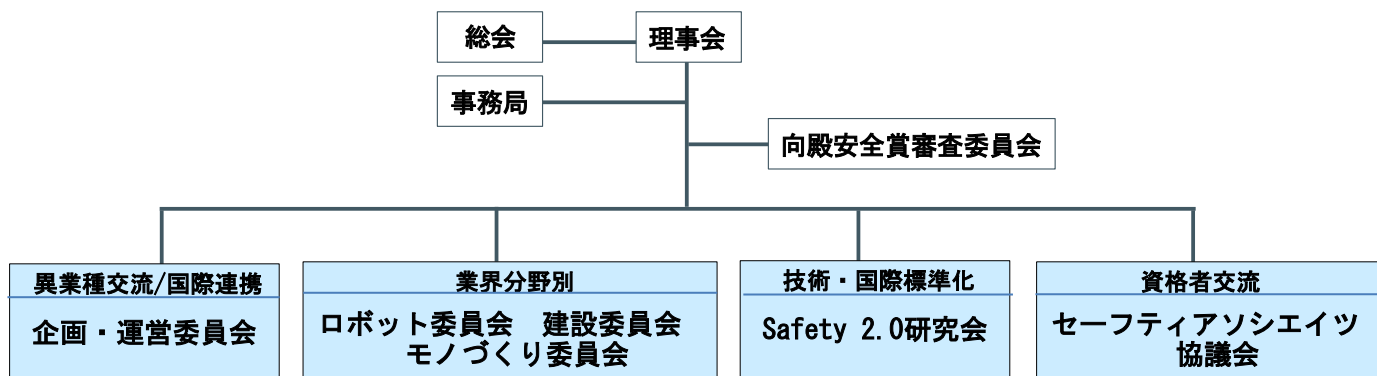 総会
理事会
事務局
向殿安全賞審査委員会
異業種交流/国際連携
企画・運営委員会
業界分野別
ロボット委員会　建設委員会
モノづくり委員会
技術・国際標準化
Safety 2.0研究会
資格者交流
セーフティアソシエイツ
協議会